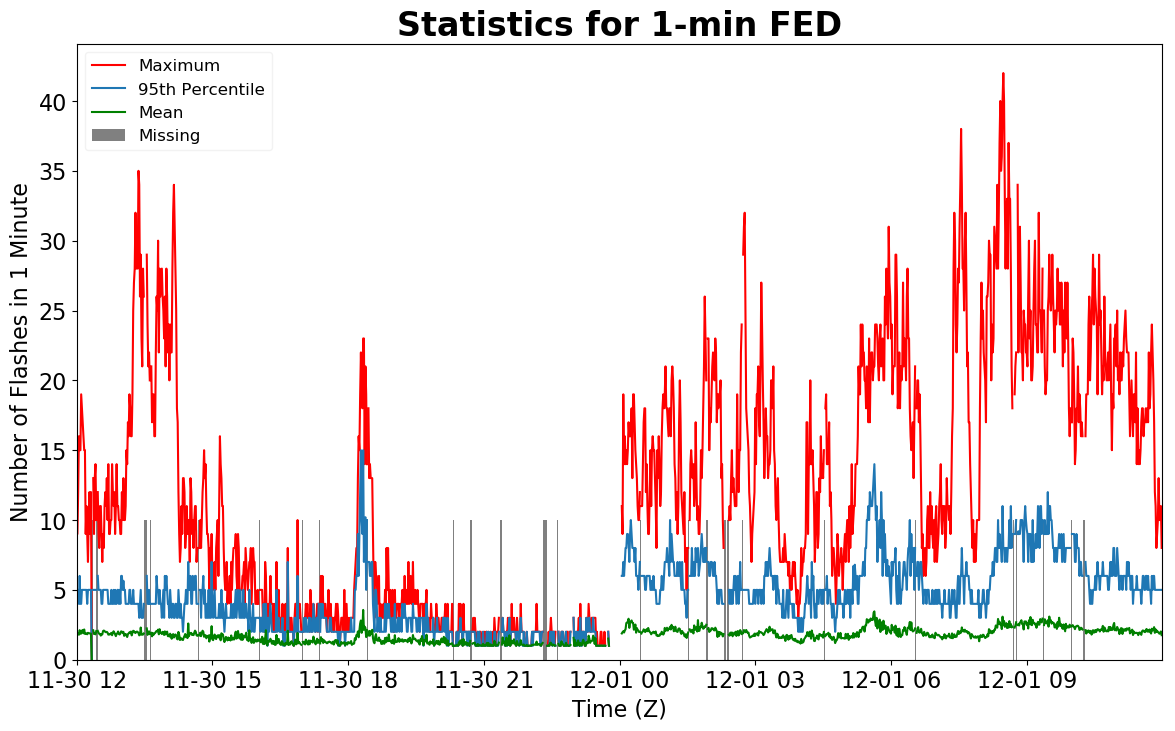 Statistics for 1-min FED
Maximum
95th Percentile
Mean
Missing
Number of Flashes in 1 Minute
40
35
30
25
20
15
10
5
0
11-30 12 11-30 15 11-30 18 11-30 21 12-01 00 12-01 03 12-01 06 12-01 09
Time (Z)